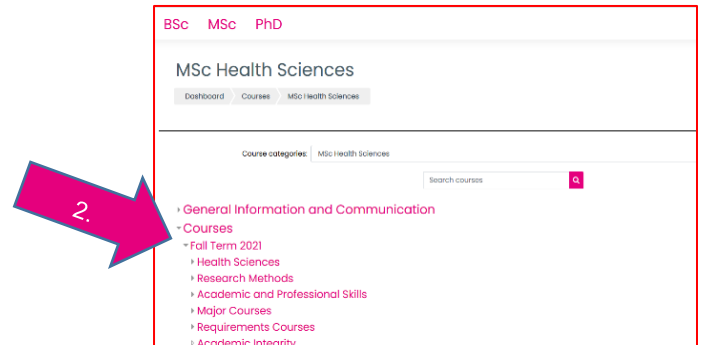 BSc MSc PhD
MSc Health Sciences
Dashboard Courses MSc Health Sciences
Course categories: MSc Health Sciences
Search courses
2.
General Information and Communication
Courses
Fall Term 2021
Health Sciences
Research Methods
Academic and Professional Skills
Major Courses
Requirements Courses
Academic Integrity